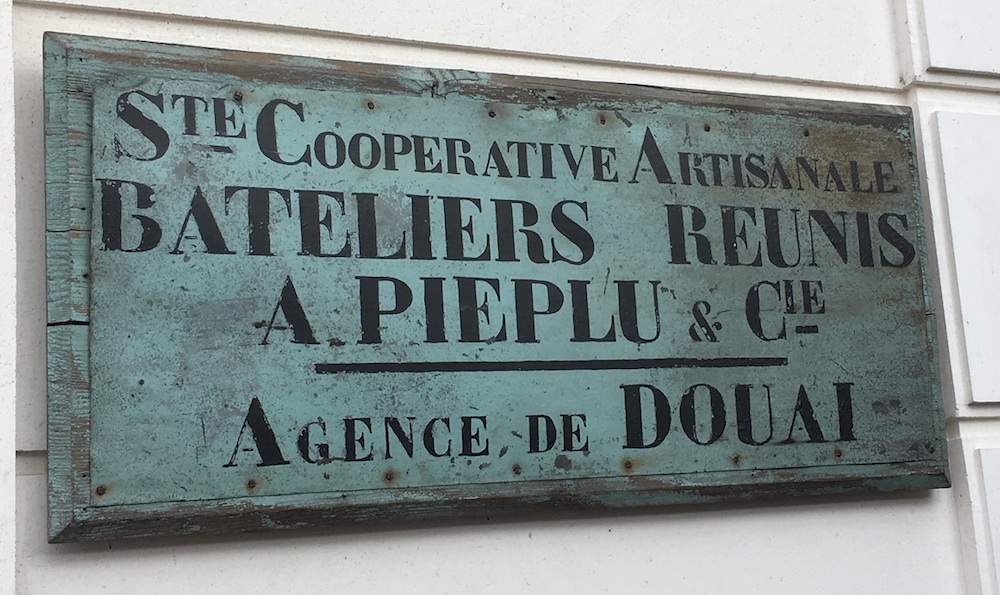 STE COOPERATIVE ARTISANALE
BATELIERS REUNIS
A PIEPLU & CIE
AGENCE DE DOUAI